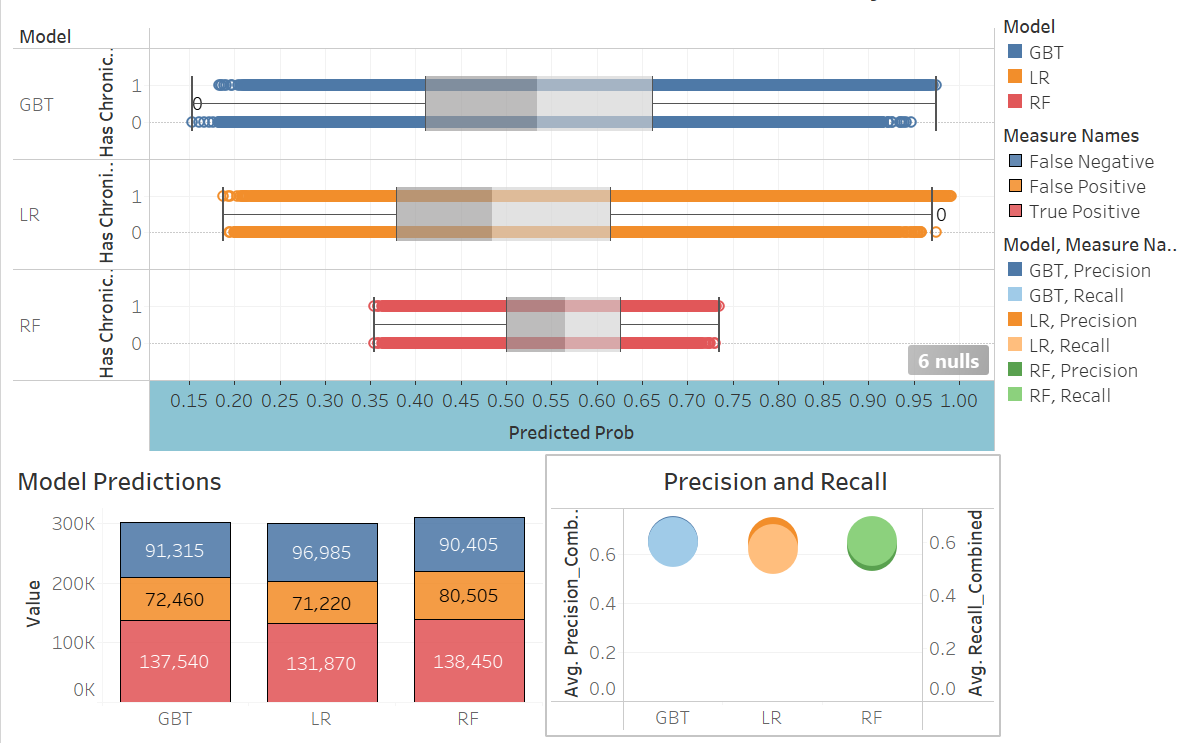 Model
GBT
Has Chronic..
1
0
0
LR
Has Chroni..
1
0
0
RF
Has Chronic..
1
0
6 nulls
0.15 0.20 0.25 0.30 0.35 0.40 0.45 0.50 0.55 0.60 0.65 0.70 0.75 0.80 0.85 0.90 0.95 1.00
Predicted Prob
Model
GBT
LR
RF
Measure Names
False Negative
False Positive
True Positive
Model, Measure Na..
GBT, Precision
GBT, Recall
LR, Precision
LR, Recall
RF, Precision
RF, Recall
Model Predictions
Value
300K
200K
100K
0K
91,315
72,460
137,540
96,985
71,220
131,870
90,405
80,505
138,450
GBT LR RF
Precision and Recall
Avg. Precision_Comb..
0.6
0.4
0.2
0.0
0.6
0.4
0.2
0.0
Avg. Recall_Combined
GBT LR RF